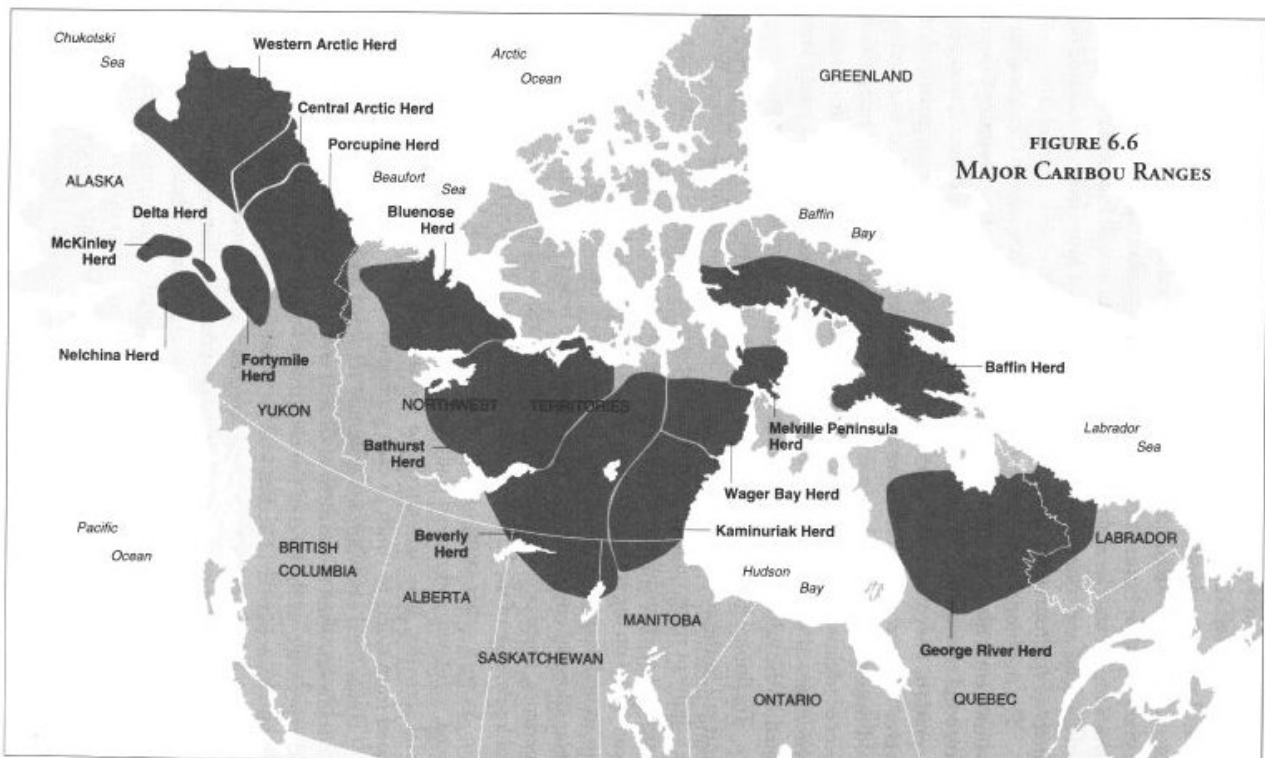 Chukotski
Sea
Western Arctic Herd
Arctic
Ocean
GREENLAND
Central Arctic Herd
FIGURE 6.6
MAJOR CARIBOU RANGES
Porcupine Herd
ALASKA
Beaufort
Sea
Delta Herd
Bluenose
Herd
Baffin
Bay
McKinley
Herd
Nelchina Herd
Fortymile
Herd
Baffin Herd
YUKON
NORTHWEST TERRITORIES
Bathurst
Herd
Melville Peninsula
Herd
Labrador
Sea
Wager Bay Herd
Pacific
Ocean
Beverly
Herd
Kaminuriak Herd
BRITISH
COLUMBIA
LABRADOR
Hudson
Bay
ALBERTA
MANITOBA
SASKATCHEWAN
George River Herd
ONTARIO
QUEBEC